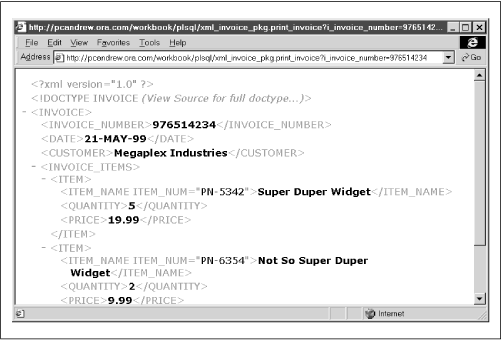 http://pcandrew.ora.com/workbook/plsql/xml_invoice_pkg.print_invoice?i_invoice_number=9765142...
File Edit View Favorites Tools Help
Address http://pcandrew.ora.com/workbook/plsql/xml_invoice_pkg.print_invoice?i_invoice_number=976514234 Go
<?xml version="1.0" ?>
<!DOCTYPE INVOICE (View Source for full doctype...)>
- <INVOICE>
<INVOICE_NUMBER>976514234</INVOICE_NUMBER>
<DATE>21-MAY-99</DATE>
<CUSTOMER>Megaplex Industries</CUSTOMER>
- <INVOICE_ITEMS>
- <ITEM>
<ITEM_NAME ITEM_NUM="PN-5342">Super Duper Widget</ITEM_NAME>
<QUANTITY>5</QUANTITY>
<PRICE>19.99</PRICE>
</ITEM>
- <ITEM>
<ITEM_NAME ITEM_NUM="PN-6354">Not So Super Duper
Widget</ITEM_NAME>
<QUANTITY>2</QUANTITY>
<PRICE>9.99</PRICE>
Internet